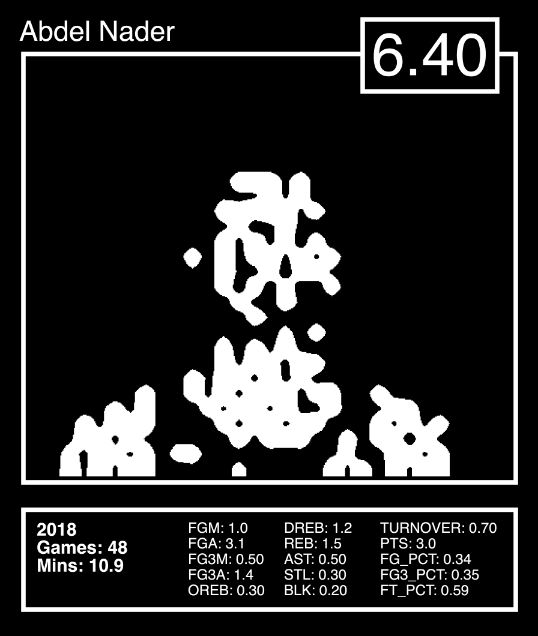 Abdel Nader
6.40
2018
Games: 48
Mins: 10.9
FGM: 1.0
FGA: 3.1
FG3M: 0.50
FG3A: 1.4
OREB: 0.30
DREB: 1.2
REB: 1.5
AST: 0.50
STL: 0.30
BLK: 0.20
TURNOVER: 0.70
PTS: 3.0
FG_PCT: 0.34
FG3_PCT: 0.35
FT_PCT: 0.59